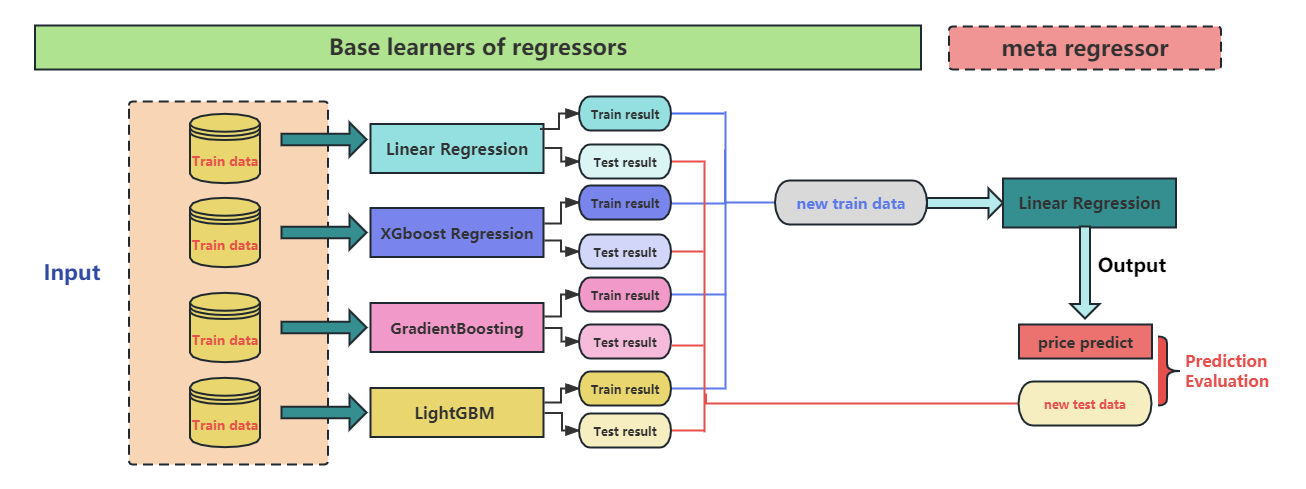 Base learners of regressors
meta regressor
Input
Train data
Linear Regression
Train result
Test result
Train data
XGboost Regression
Train result
Test result
Train data
GradientBoosting
Train result
Test result
Train data
LightGBM
Train result
Test result
new train data
Linear Regression
Output
price predict
new test data
Prediction
Evaluation